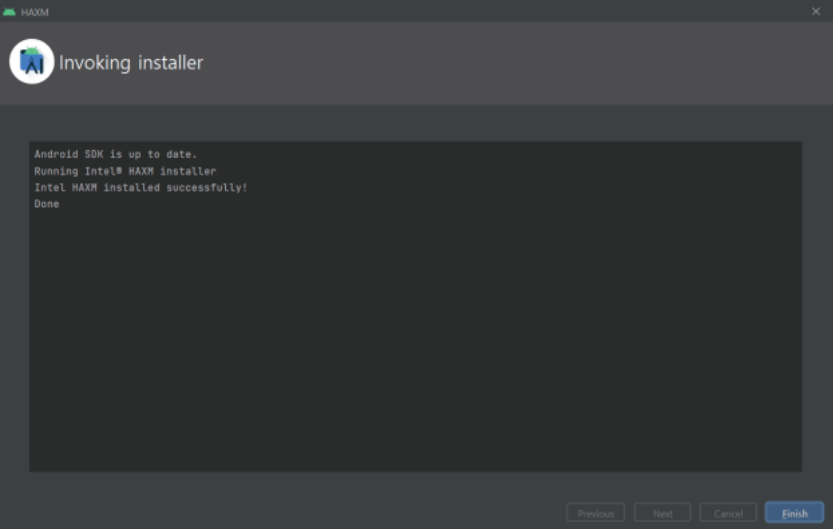 HAXM
Invoking installer
Android SDK is up to date.
Running Intel® HAXM installer
Intel HAXM installed successfully!
Done
Previous
Next
Cancel
Finish